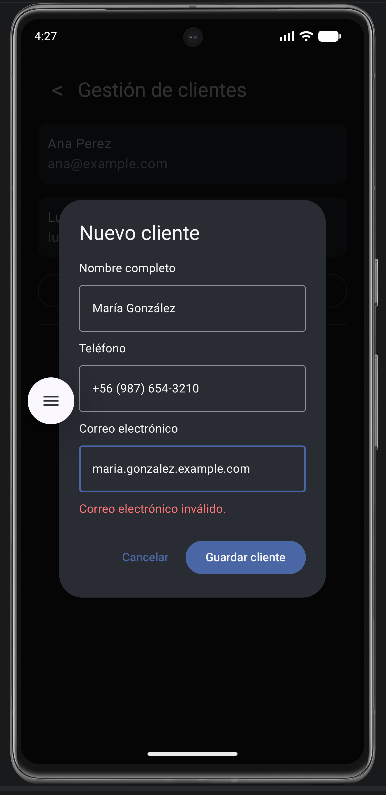 4:27
< Gestión de clientes
Ana Perez
ana@example.com
Nuevo cliente
Nombre completo
María González
Teléfono
+56 (987) 654-3210
Correo electrónico
maria.gonzalez.example.com
Correo electrónico inválido.
Cancelar Guardar cliente